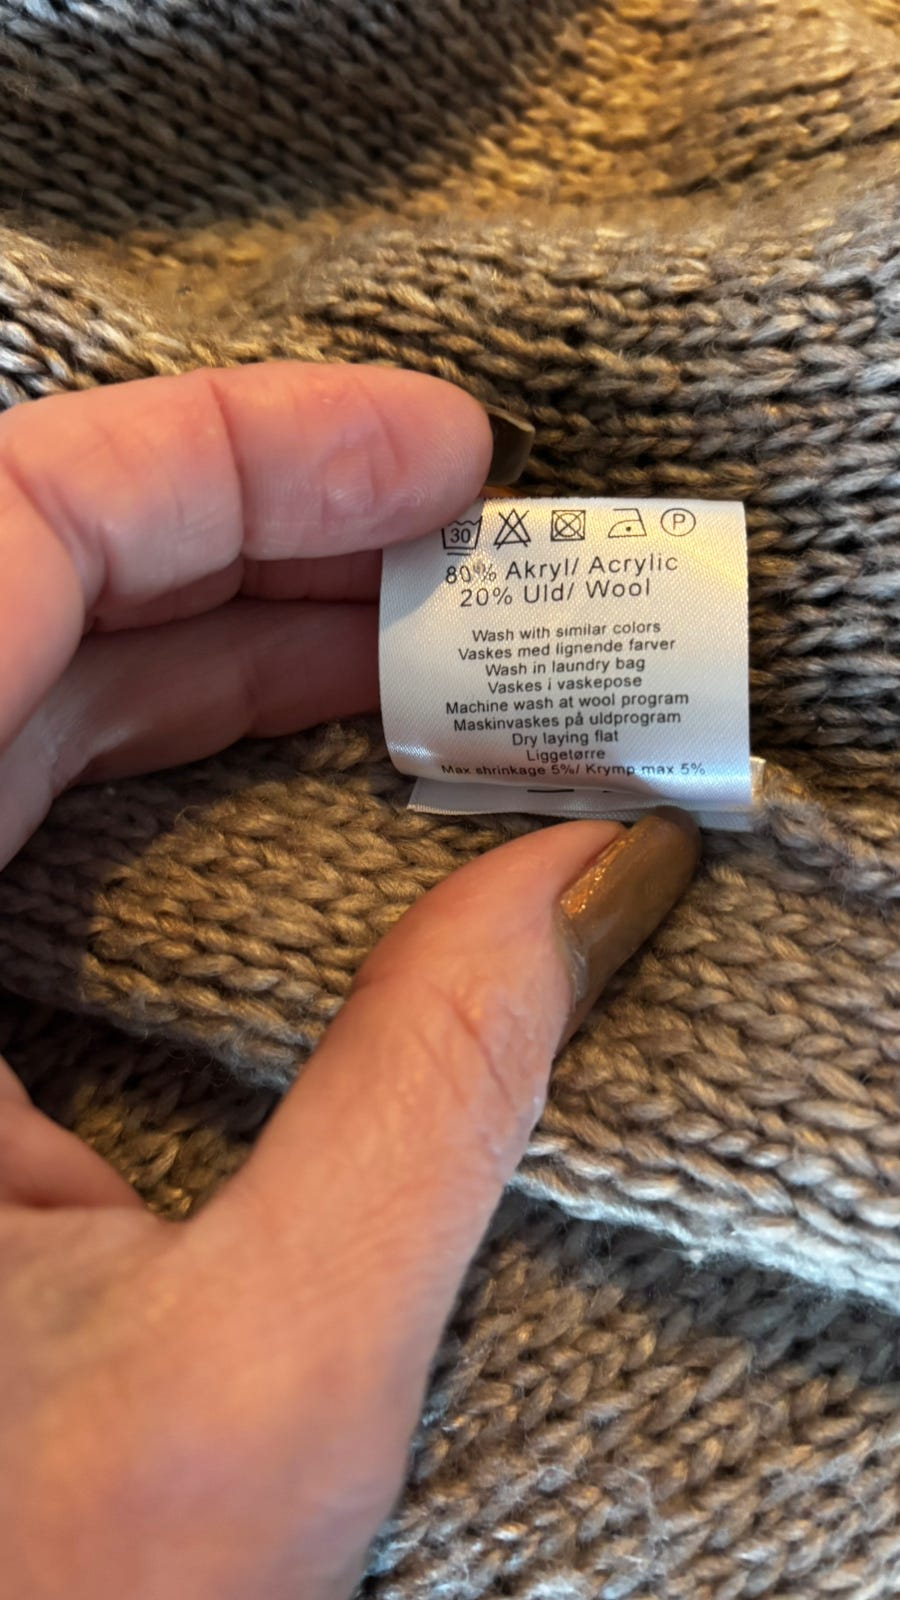 30 P
80% Akryl/ Acrylic
20% Uld/ Wool
Wash with similar colors
Vaskes med lignende farver
Wash in laundry bag
Vaskes i vaskepose
Machine wash at wool program
Maskinvaskes på uldprogram
Dry laying flat
Liggetørre
Max shrinkage 5%/ Krymp max 5%